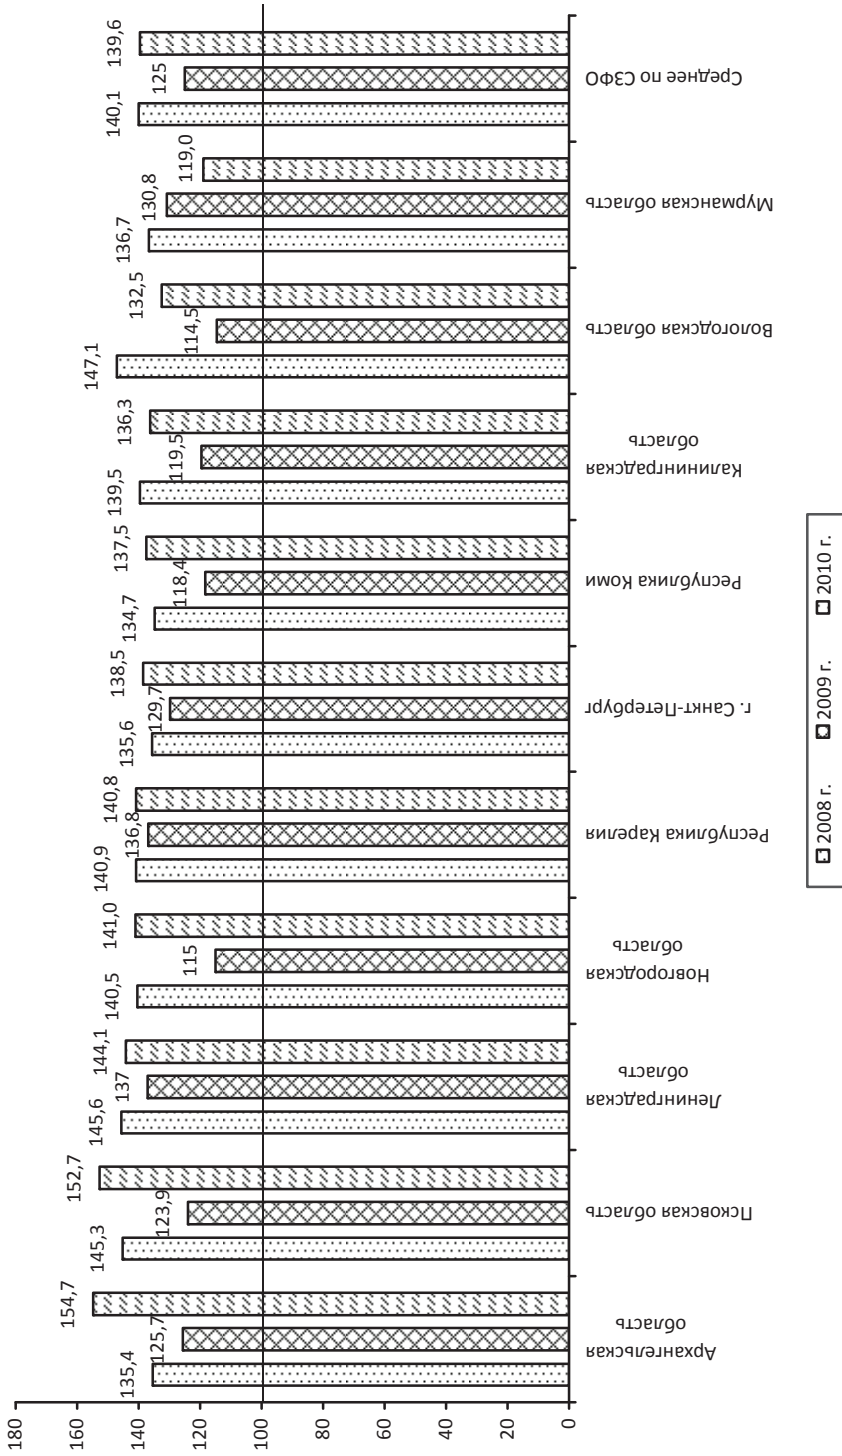 180
160
140
120
100
80
60
40
20
0
135,4
125,7
154,7
145,3
123,9
152,7
145,6
137
144,1
140,5
115
141,0
140,9
136,8
140,8
135,6
129,7
138,5
134,7
118,4
137,5
139,5
119,5
136,3
147,1
114,5
132,5
136,7
130,8
119,0
140,1
125
139,6
Архангельская
область
Псковская область
Ленинградская
область
Новгородская
область
Республика Карелия
г. Санкт-Петербург
Республика Коми
Калининградская
область
Вологодская область
Мурманская область
Среднее по СЗФО
2008 г.
2009 г.
2010 г.